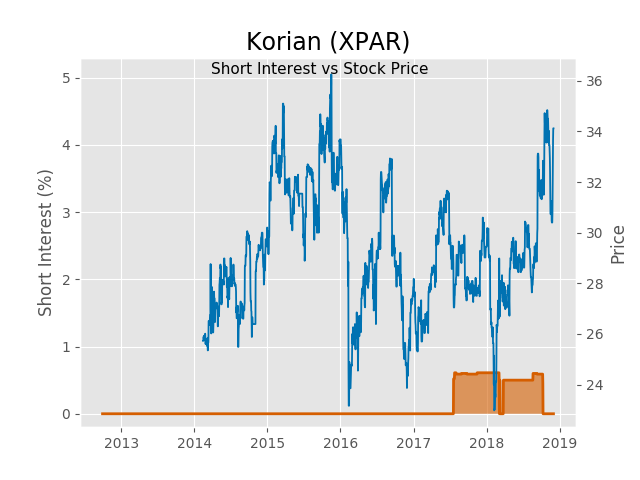 Korian (XPAR)
Short Interest vs Stock Price
Short Interest (%)
5
4
3
2
1
0
36
34
32
30
28
26
24
Price
2013 2014 2015 2016 2017 2018 2019